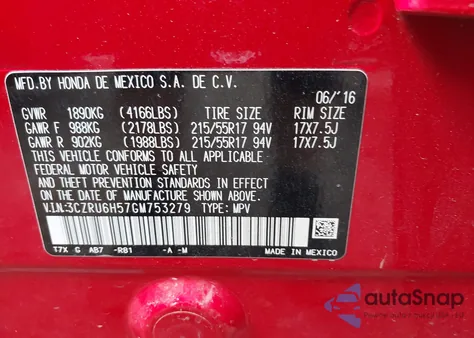 MFD.BY HONDA DE MEXICO S.A. DE C.V.
06/'16
GVWR 1890KG (4166LBS) TIRE SIZE RIM SIZE
GAWR F 988KG (2178LBS) 215/55R17 94V 17X7.5J
GAWR R 902KG (1988LBS) 215/55R17 94V 17X7.5J
THIS VEHICLE CONFORMS TO ALL APPLICABLE
FEDERAL MOTOR VEHICLE SAFETY
STANDARDS IN EFFECT ON THE
DATE OF MANUFACTURE SHOWN ABOVE.
V.I.N:3CZRU6H57GM753279 TYPE: MPV
T7X G AB7 -R81 -A -M
MADE IN MEXICO
autoSnap